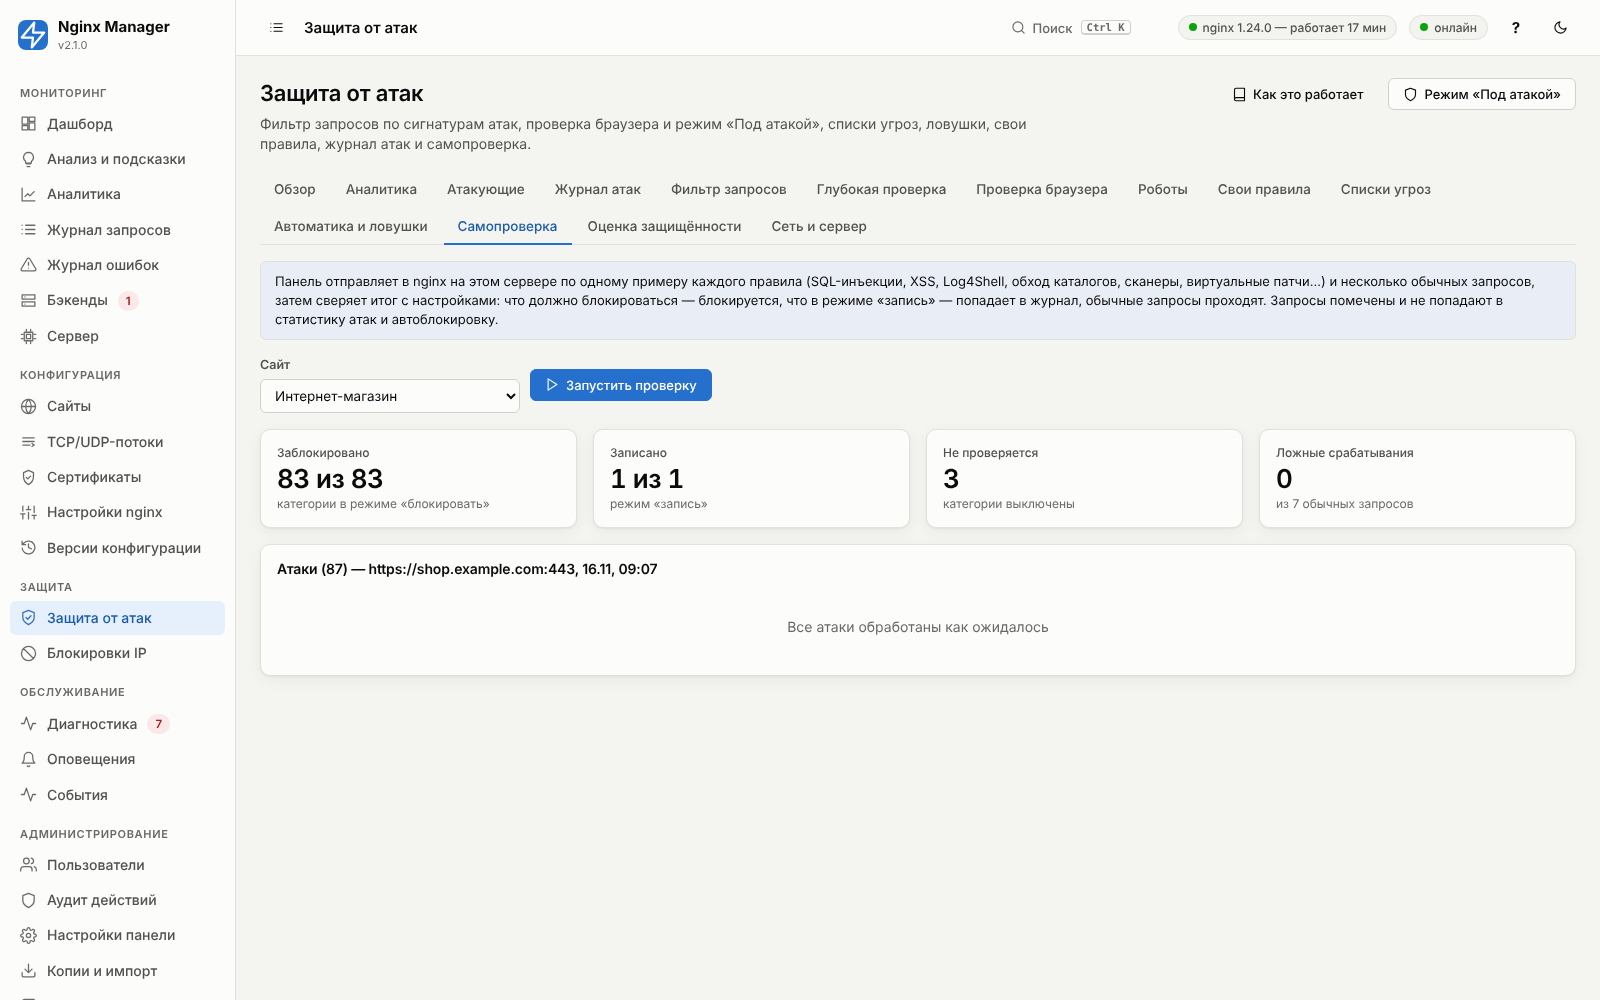 Nginx Manager
v2.1.0
МОНИТОРИНГ
Дашборд
Анализ и подсказки
Аналитика
Журнал запросов
Журнал ошибок
Бэкенды 1
Сервер
КОНФИГУРАЦИЯ
Сайты
TCP/UDP-потоки
Сертификаты
Настройки nginx
Версии конфигурации
ЗАЩИТА
Защита от атак
Блокировки IP
ОБСЛУЖИВАНИЕ
Диагностика 7
Оповещения
События
АДМИНИСТРИРОВАНИЕ
Пользователи
Аудит действий
Настройки панели
Копии и импорт
Защита от атак
Поиск Ctrl K
nginx 1.24.0 — работает 17 мин
онлайн
?
Защита от атак
Как это работает
Режим «Под атакой»
Фильтр запросов по сигнатурам атак, проверка браузера и режим «Под атакой», списки угроз, ловушки, свои
правила, журнал атак и самопроверка.
Обзор Аналитика Атакующие Журнал атак Фильтр запросов Глубокая проверка Проверка браузера Роботы Свои правила Списки угроз
Автоматика и ловушки Самопроверка Оценка защищённости Сеть и сервер
Панель отправляет в nginx на этом сервере по одному примеру каждого правила (SQL-инъекции, XSS, Log4Shell, обход каталогов, сканеры, виртуальные патчи...) и несколько обычных запросов,
затем сверяет итог с настройками: что должно блокироваться — блокируется, что в режиме «запись» — попадает в журнал, обычные запросы проходят. Запросы помечены и не попадают в
статистику атак и автоблокировку.
Сайт
Интернет-магазин
Запустить проверку
Заблокировано
83 из 83
категории в режиме «блокировать»
Записано
1 из 1
режим «запись»
Не проверяется
3
категории выключены
Ложные срабатывания
0
из 7 обычных запросов
Атаки (87) — https://shop.example.com:443, 16.11, 09:07
Все атаки обработаны как ожидалось